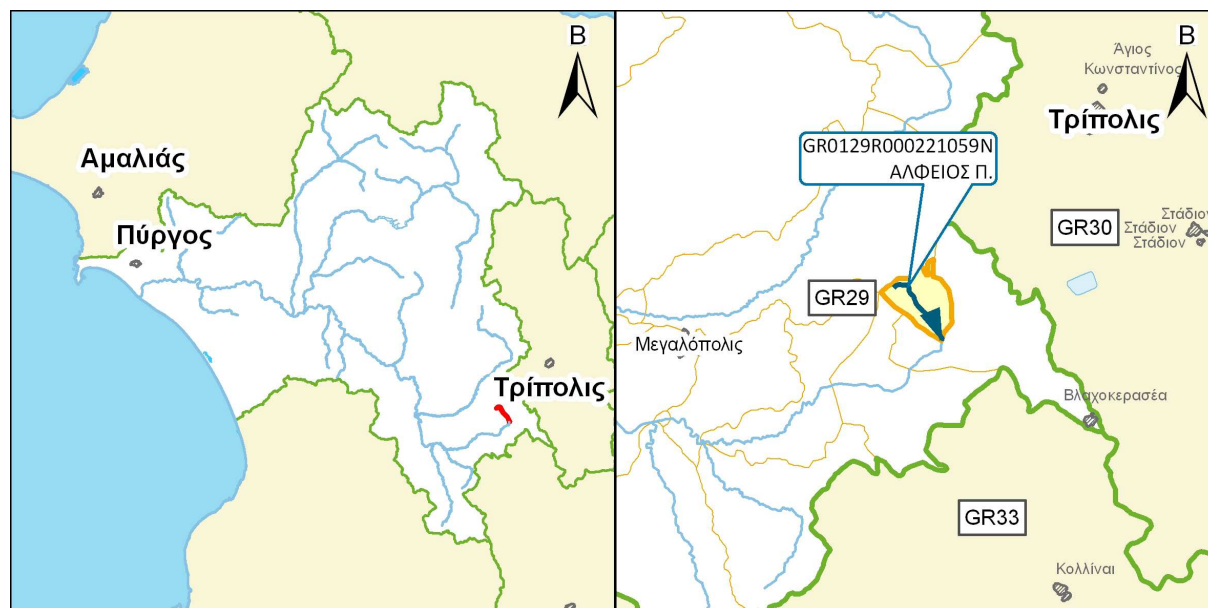 Β
Αμαλιάς
Πύργος
Τρίπολις
Β
Άγιος
Κωνσταντίνος
Τρίπολις
GR0129R000221059N
ΑΛΦΕΙΟΣ Π.
Στάδιον
GR30
Στάδιον
Στάδιον
GR29
Μεγαλόπολις
Βλαχοκερασέα
GR33
Κολλίναι